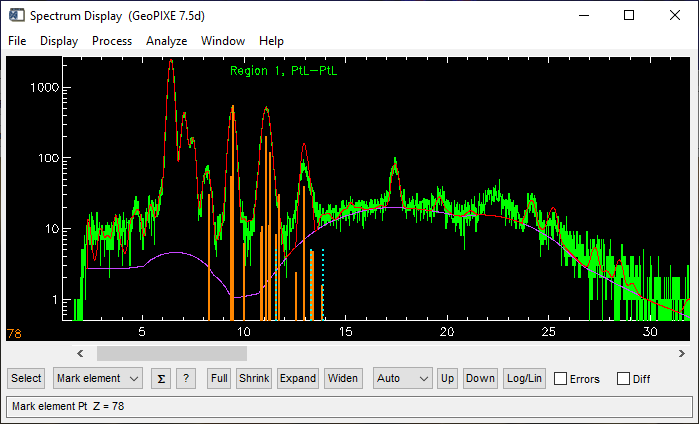 Spectrum Display (GeoPIXE 7.5d)
File Display Process Analyze Window Help
Region 1, PtL-PtL
1000
100
10
1
78
5 10 15 20 25 30
Select Mark element Σ ? Full Shrink Expand Widen Auto Up Down Log/Lin Errors Diff
Mark element Pt Z = 78